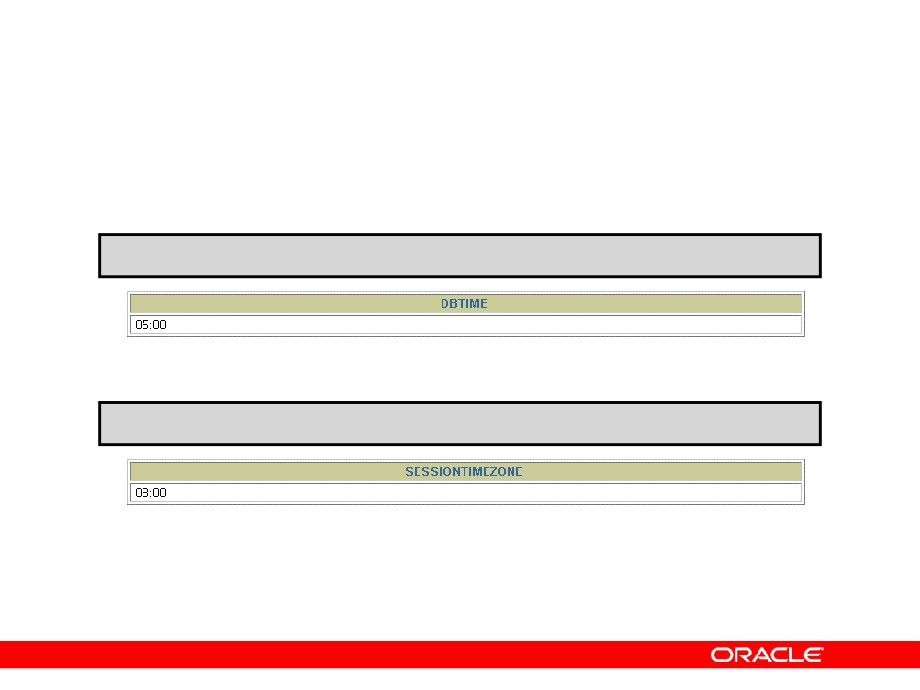 DBTIME
05:00
SESSIONTIMEZONE
03:00
ORACLE